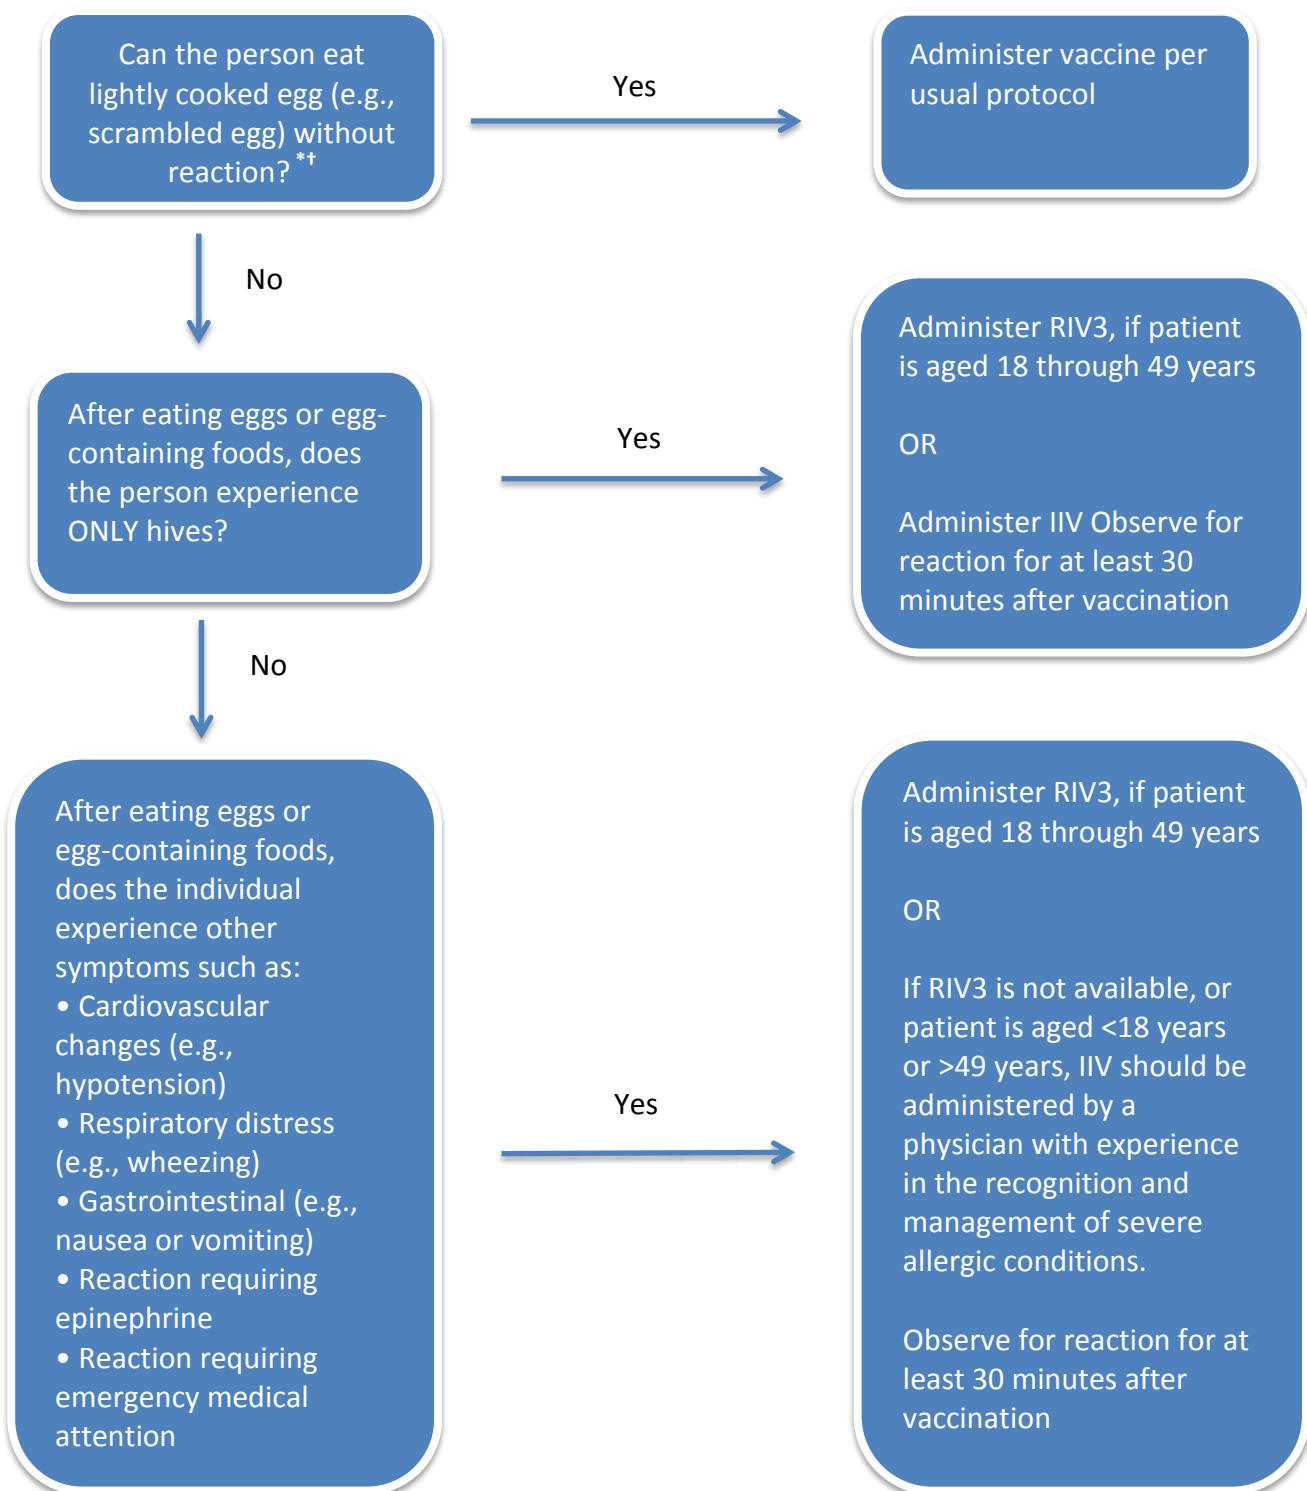 Can the person eat
lightly cooked egg (e.g.,
scrambled egg) without
reaction? *†
Yes
Administer vaccine per
usual protocol
No
After eating eggs or egg-
containing foods, does
the person experience
ONLY hives?
Yes
Administer RIV3, if patient
is aged 18 through 49 years
OR
Administer IIV Observe for
reaction for at least 30
minutes after vaccination
No
After eating eggs or
egg-containing foods,
does the individual
experience other
symptoms such as:
• Cardiovascular
changes (e.g.,
hypotension)
• Respiratory distress
(e.g., wheezing)
• Gastrointestinal (e.g.,
nausea or vomiting)
• Reaction requiring
epinephrine
• Reaction requiring
emergency medical
attention
Yes
Administer RIV3, if patient
is aged 18 through 49 years
OR
If RIV3 is not available, or
patient is aged <18 years
or >49 years, IIV should be
administered by a
physician with experience
in the recognition and
management of severe
allergic conditions.
Observe for reaction for at
least 30 minutes after
vaccination